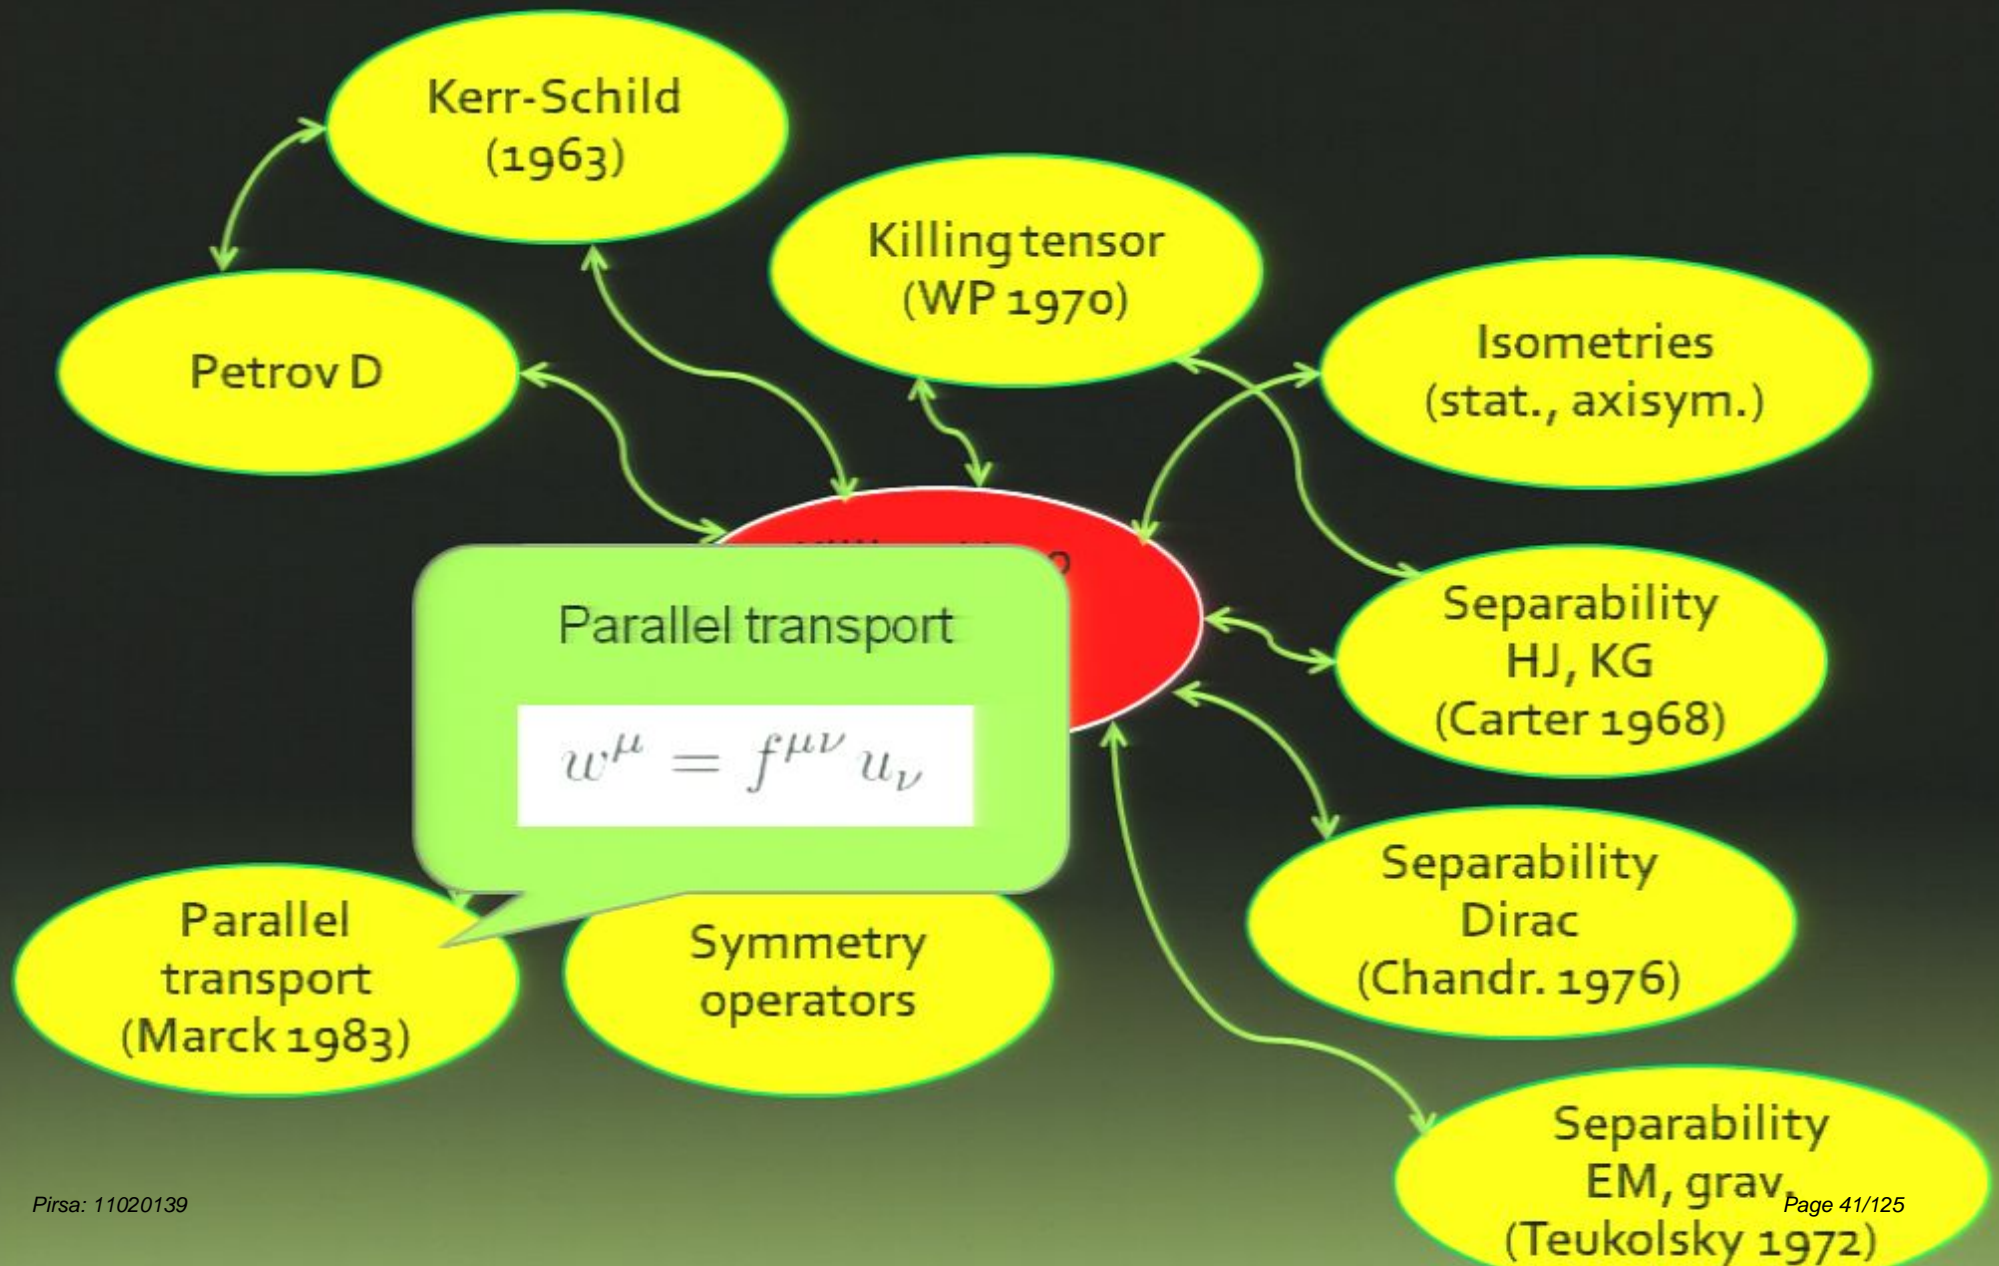 Kerr-Schild
(1963)
Killing tensor
(WP 1970)
Isometries
(stat., axisym.)
Petrov D
Parallel transport
w^μ = f^{μν} u_ν
Separability
HJ, KG
(Carter 1968)
Separability
Dirac
(Chandr. 1976)
Parallel
transport
(Marck 1983)
Symmetry
operators
Separability
EM, grav.
(Teukolsky 1972)
Pirsa: 11020139
Page 41/125